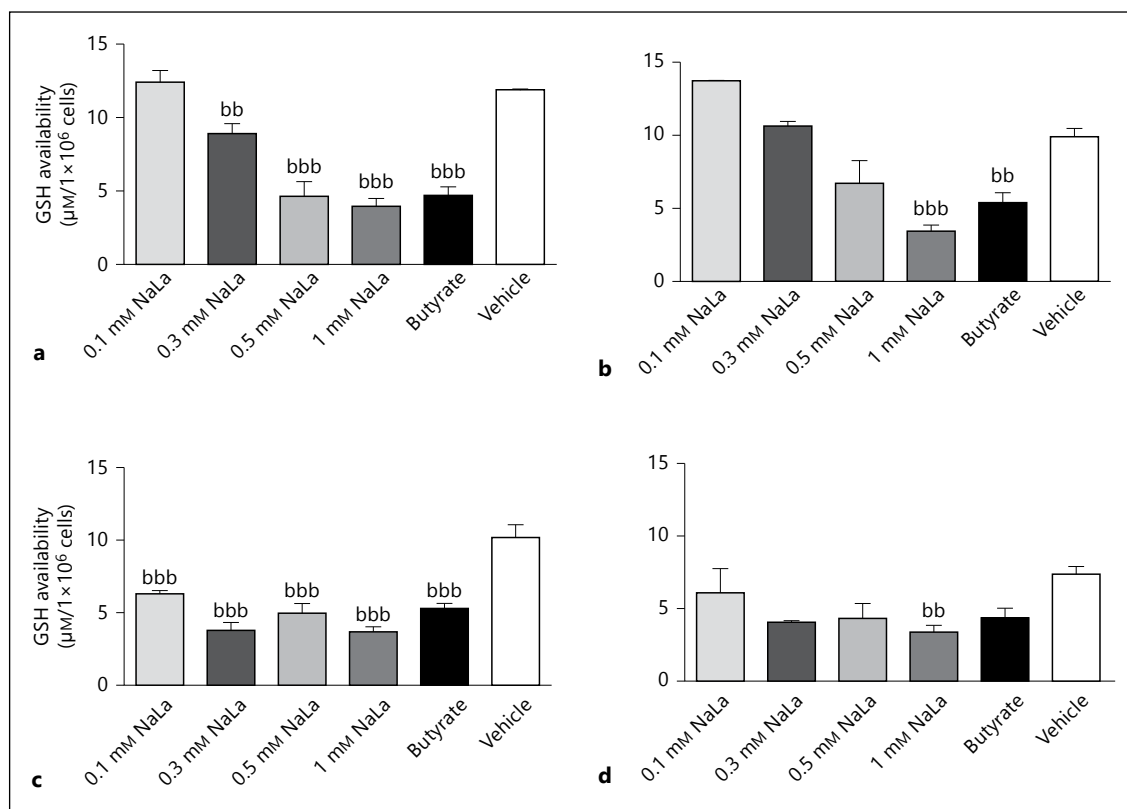 15
10
5
0
GSH availability
(µM/1×10⁶ cells)
bb
bbb
bbb
bbb
0.1 mM NaLa
0.3 mM NaLa
0.5 mM NaLa
1 mM NaLa
Butyrate
Vehicle
a
15
10
5
0
bbb
bb
0.1 mM NaLa
0.3 mM NaLa
0.5 mM NaLa
1 mM NaLa
Butyrate
Vehicle
b
15
10
5
0
GSH availability
(µM/1×10⁶ cells)
bbb
bbb
bbb
bbb
bbb
0.1 mM NaLa
0.3 mM NaLa
0.5 mM NaLa
1 mM NaLa
Butyrate
Vehicle
c
15
10
5
0
bb
0.1 mM NaLa
0.3 mM NaLa
0.5 mM NaLa
1 mM NaLa
Butyrate
Vehicle
d